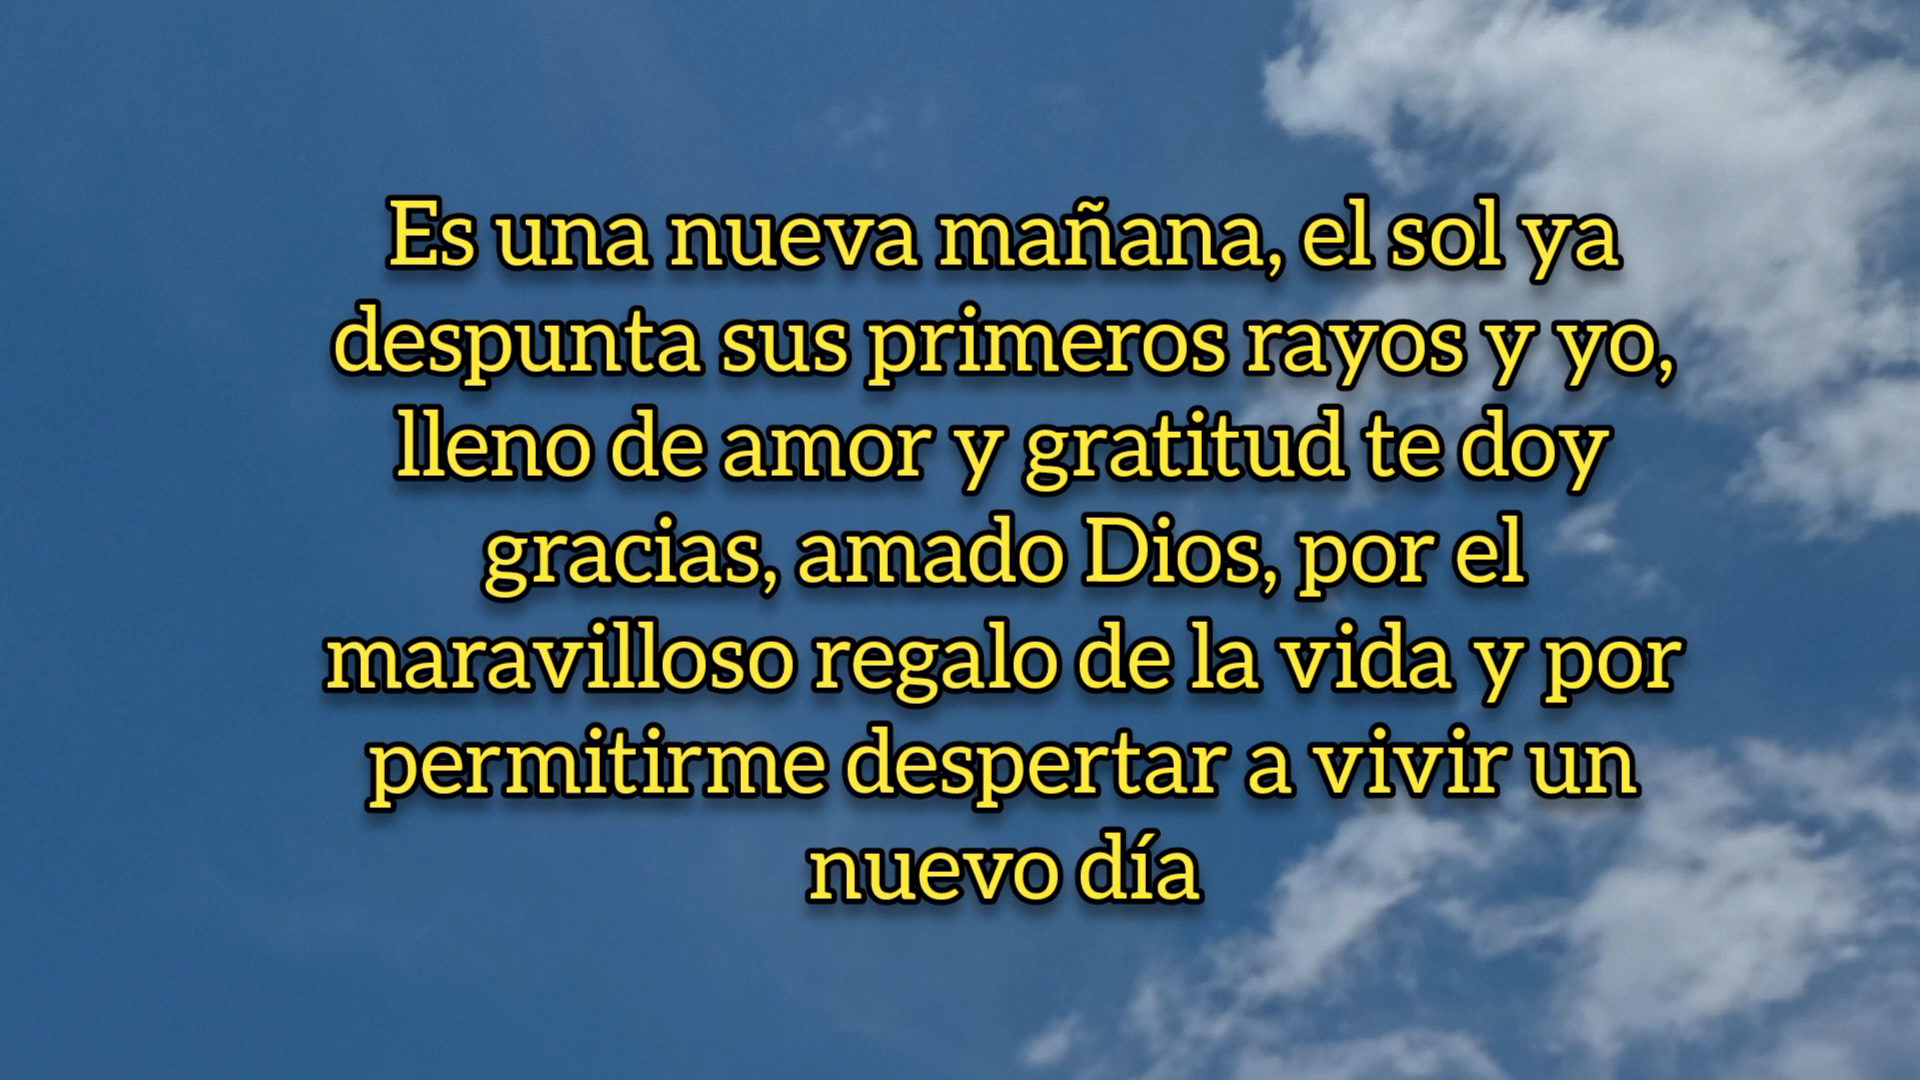 Es una nueva mañana, el sol ya
despunta sus primeros rayos y yo,
lleno de amor y gratitud te doy
gracias, amado Dios, por el
maravilloso regalo de la vida y por
permitirme despertar a vivir un
nuevo día